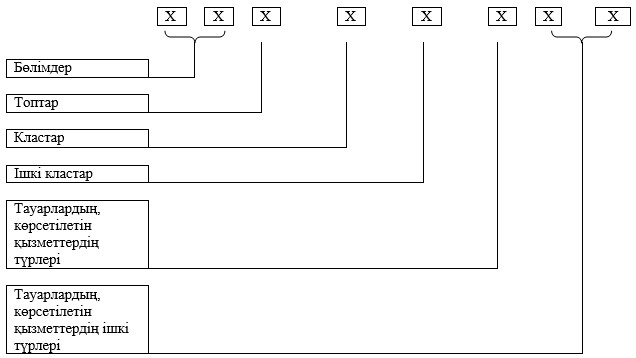 X X X X X X X X
Бөлімдер
Топтар
Кластар
Ішкі кластар
Тауарлардың,
көрсетілетін
қызметтердің
түрлері
Тауарлардың,
көрсетілетін
қызметтердің ішкі
түрлері